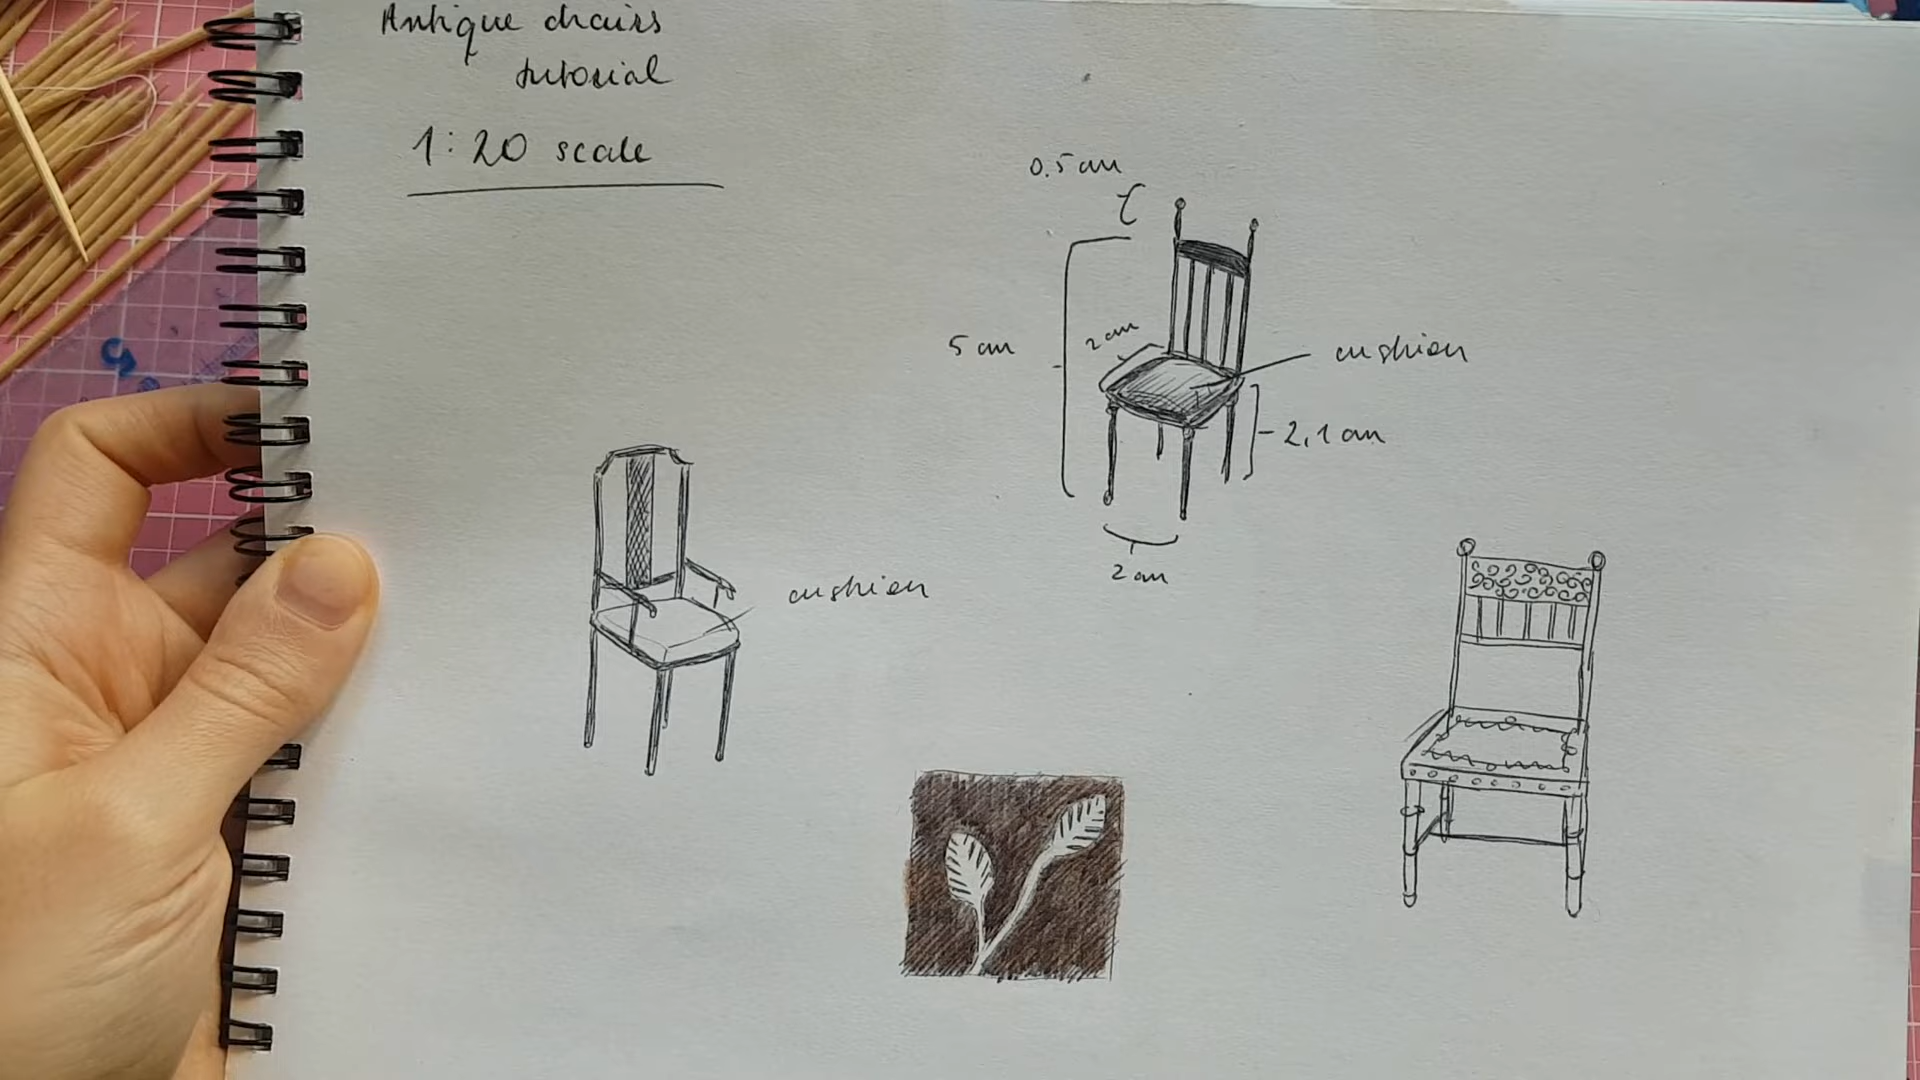 Antique chairs
tutorial
1:20 scale
0.5 cm
5 cm
2 cm
cushion
2,1 cm
2 cm
cushion
5